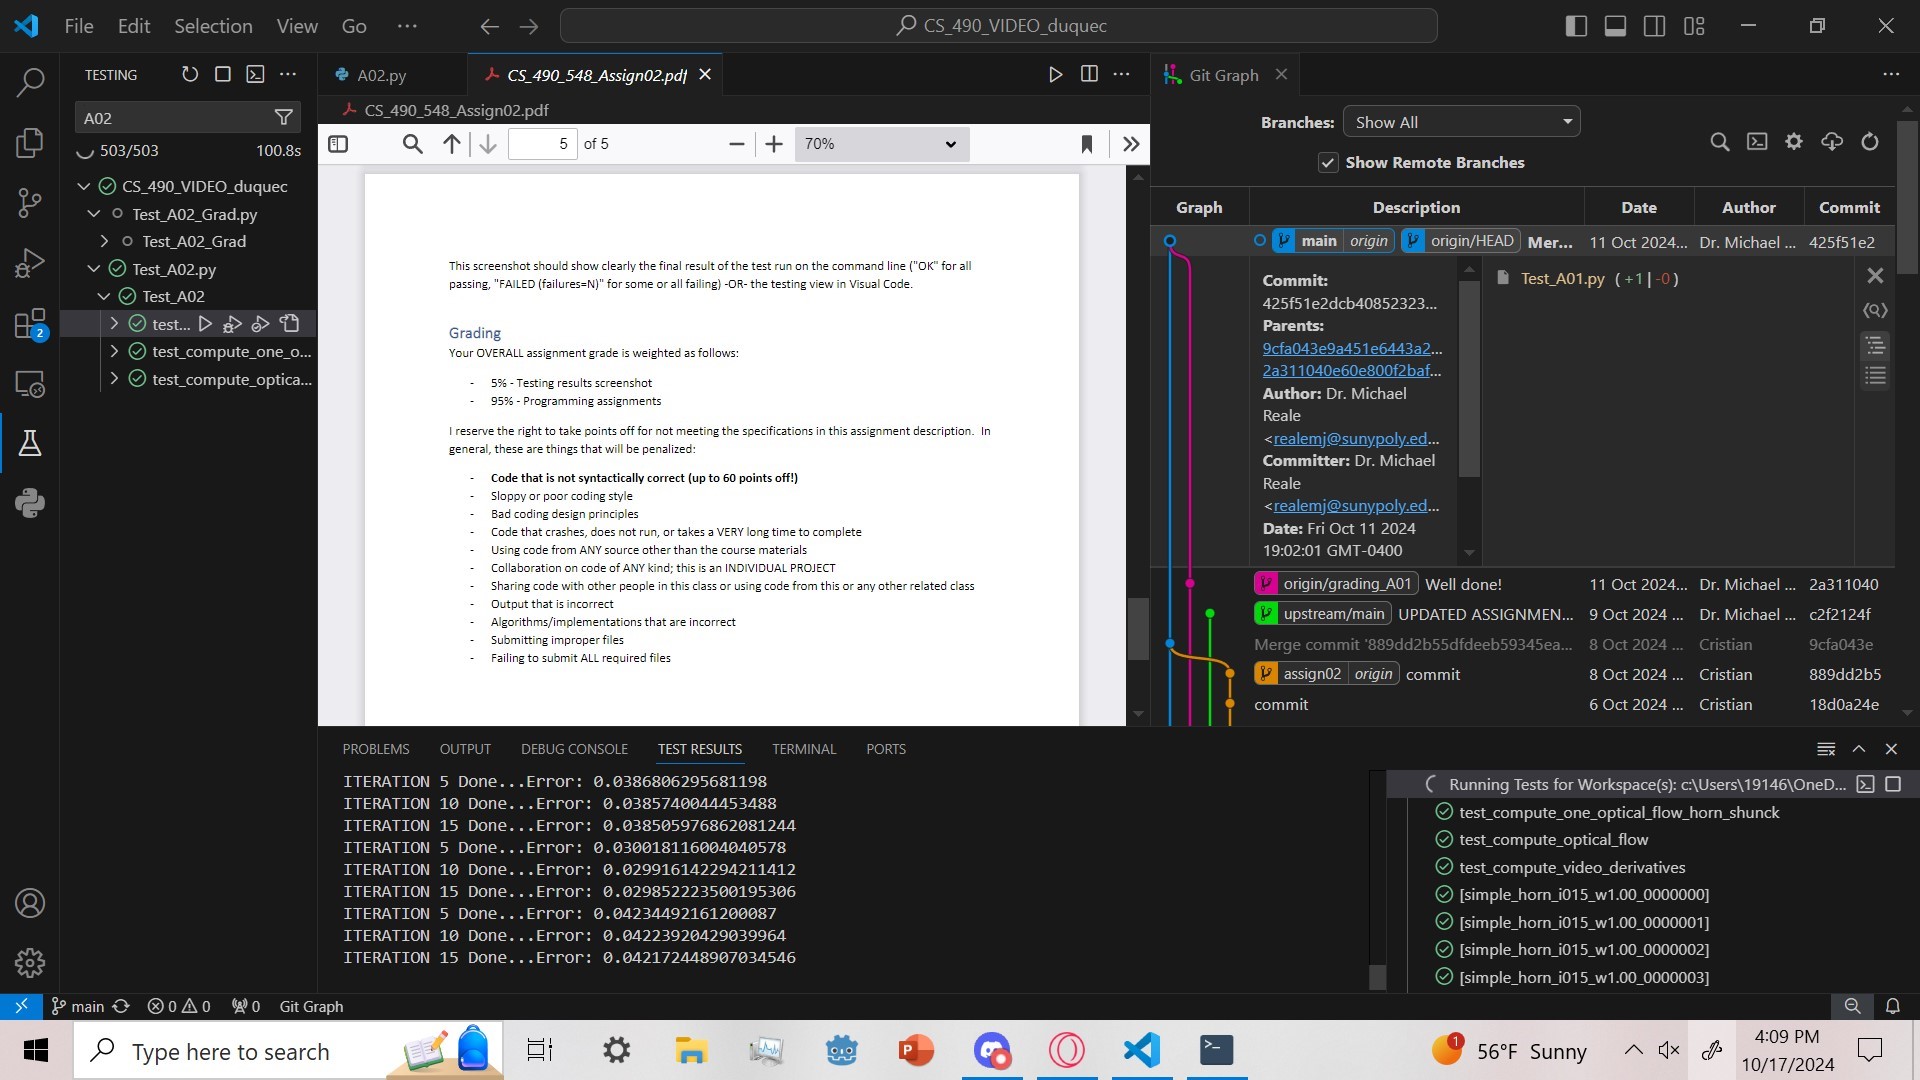 File Edit Selection View Go ··· CS_490_VIDEO_duquec
TESTING
A02
503/503 100.8s
CS_490_VIDEO_duquec
Test_A02_Grad.py
Test_A02_Grad
Test_A02.py
Test_A02
test...
test_compute_one_o...
test_compute_optica...
2
A02.py CS_490_548_Assign02.pdf
CS_490_548_Assign02.pdf
5 of 5 70%
This screenshot should show clearly the final result of the test run on the command line ("OK" for all
passing, "FAILED (failures=N)" for some or all failing) -OR- the testing view in Visual Code.
Grading
Your OVERALL assignment grade is weighted as follows:
- 5% - Testing results screenshot
- 95% - Programming assignments
I reserve the right to take points off for not meeting the specifications in this assignment description. In
general, these are things that will be penalized:
- Code that is not syntactically correct (up to 60 points off!)
- Sloppy or poor coding style
- Bad coding design principles
- Code that crashes, does not run, or takes a VERY long time to complete
- Using code from ANY source other than the course materials
- Collaboration on code of ANY kind; this is an INDIVIDUAL PROJECT
- Sharing code with other people in this class or using code from this or any other related class
- Output that is incorrect
- Algorithms/implementations that are incorrect
- Submitting improper files
- Failing to submit ALL required files
Git Graph
Branches: Show All
Show Remote Branches
Graph Description Date Author Commit
main origin origin/HEAD Mer... 11 Oct 2024... Dr. Michael ... 425f51e2
Commit:
425f51e2dcb40852323...
Parents:
9cfa043e9a451e6443a2...
2a311040e60e800f2baf...
Author: Dr. Michael
Reale
<realemj@sunypoly.ed...
Committer: Dr. Michael
Reale
<realemj@sunypoly.ed...
Date: Fri Oct 11 2024
19:02:01 GMT-0400
Test_A01.py (+1|-0)
origin/grading_A01 Well done! 11 Oct 2024... Dr. Michael ... 2a311040
upstream/main UPDATED ASSIGNMEN... 9 Oct 2024 ... Dr. Michael ... c2f2124f
Merge commit '889dd2b55dfdeeb59345ea... 8 Oct 2024 ... Cristian 9cfa043e
assign02 origin commit 8 Oct 2024 ... Cristian 889dd2b5
commit 6 Oct 2024 ... Cristian 18d0a24e
PROBLEMS OUTPUT DEBUG CONSOLE TEST RESULTS TERMINAL PORTS
ITERATION 5 Done...Error: 0.0386806295681198
ITERATION 10 Done...Error: 0.0385740044453488
ITERATION 15 Done...Error: 0.038505976862081244
ITERATION 5 Done...Error: 0.030018116004040578
ITERATION 10 Done...Error: 0.029916142294211412
ITERATION 15 Done...Error: 0.029852223500195306
ITERATION 5 Done...Error: 0.04234492161200087
ITERATION 10 Done...Error: 0.04223920429039964
ITERATION 15 Done...Error: 0.042172448907034546
Running Tests for Workspace(s): c:\Users\19146\OneD...
test_compute_one_optical_flow_horn_shunck
test_compute_optical_flow
test_compute_video_derivatives
[simple_horn_i015_w1.00_0000000]
[simple_horn_i015_w1.00_0000001]
[simple_horn_i015_w1.00_0000002]
[simple_horn_i015_w1.00_0000003]
main 0 0 0 Git Graph
Type here to search
1 56°F Sunny
4:09 PM
10/17/2024